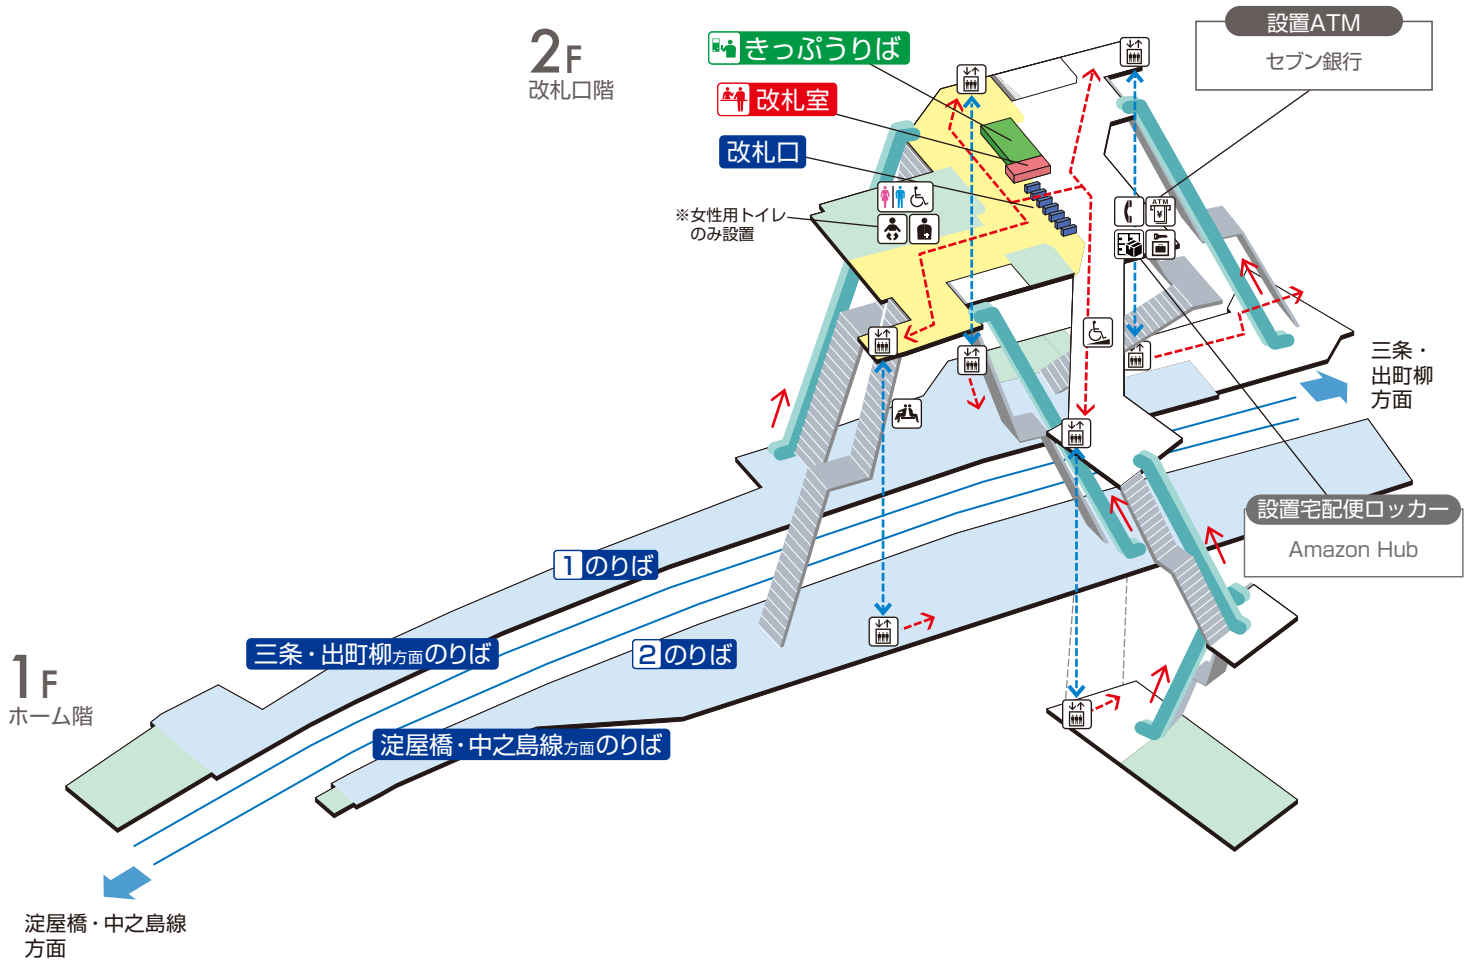 2F
改札口階
きっぷうりば
改札室
改札口
※女性用トイレ
のみ設置
設置ATM
セブン銀行
ATM
¥
三条・
出町柳
方面
設置宅配便ロッカー
Amazon Hub
1のりば
三条・出町柳方面のりば
2のりば
淀屋橋・中之島線方面のりば
1F
ホーム階
淀屋橋・中之島線
方面